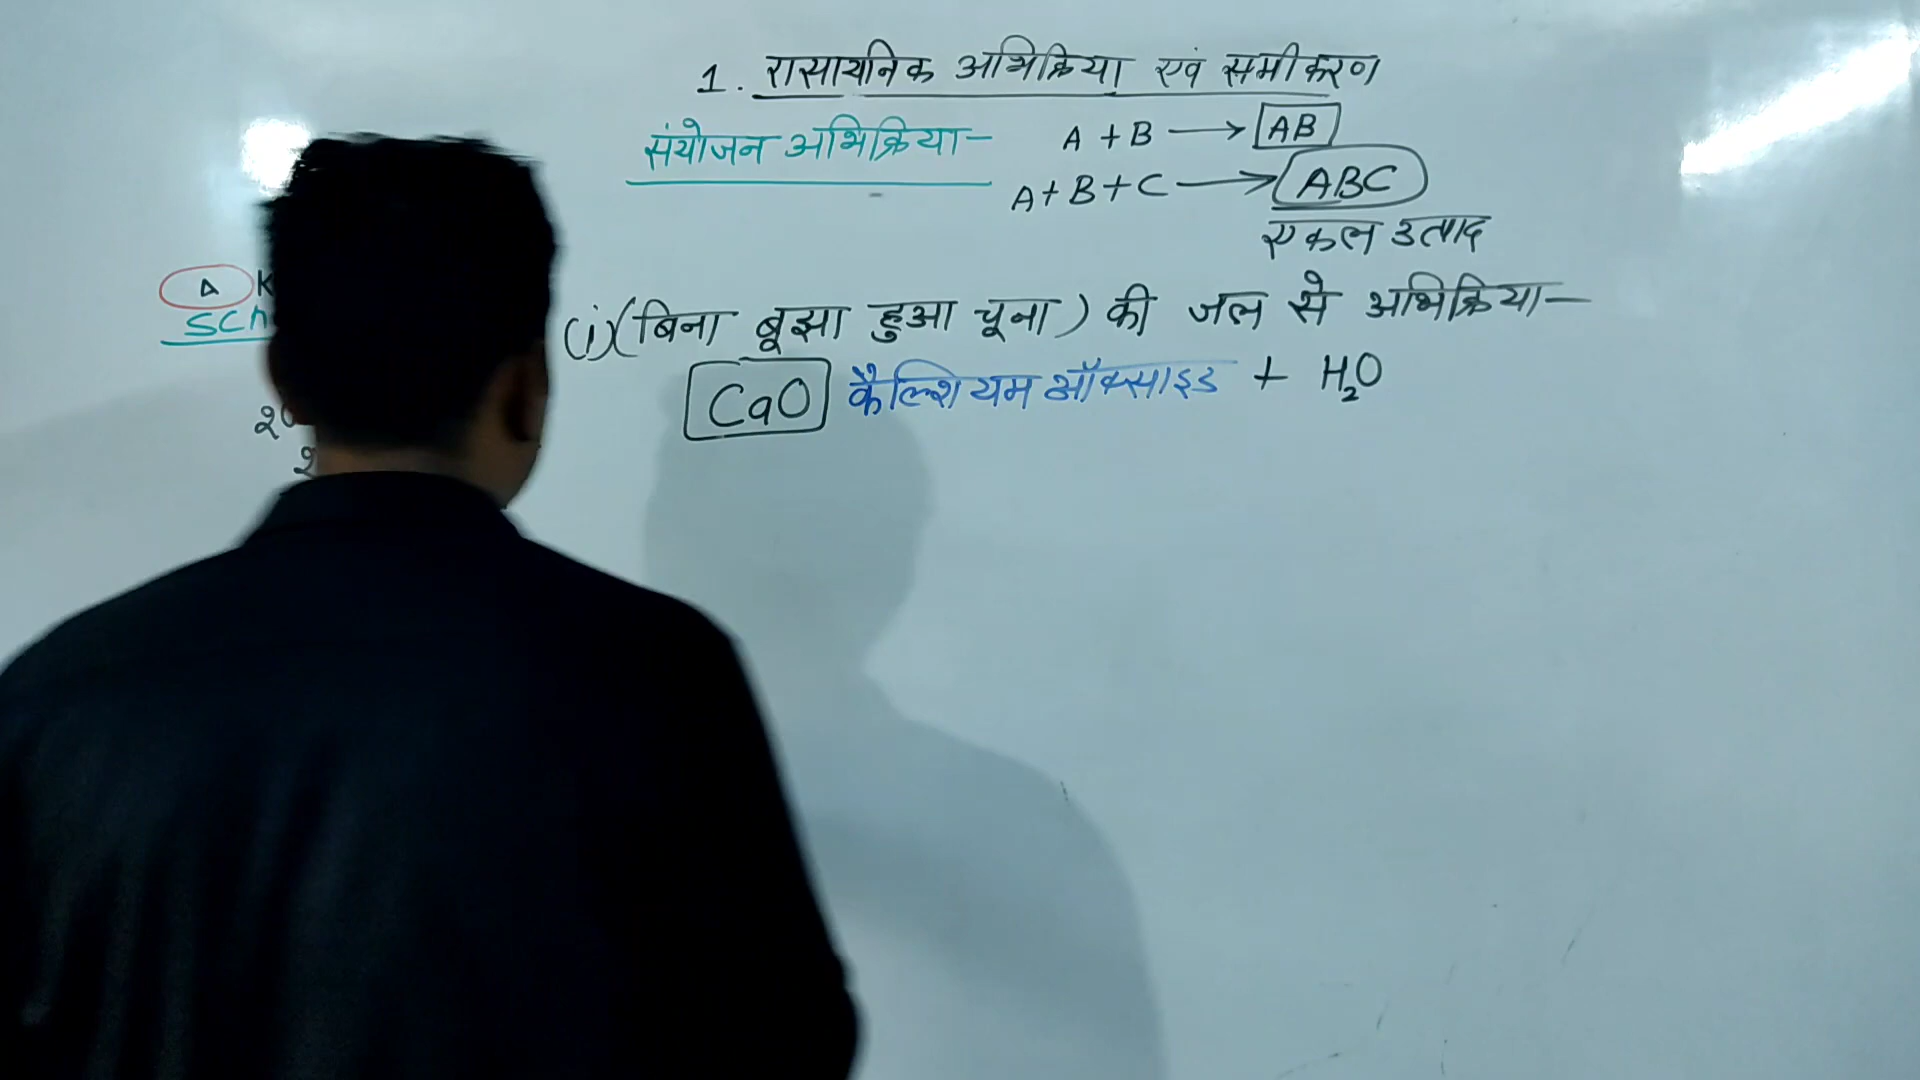 1. रासायनिक अभिक्रिया एवं समीकरण
संयोजन अभिक्रिया— A + B ⟶ AB
A + B + C ⟶ ABC
एकल उत्पाद
(i) (बिना बूझा हुआ चूना) की जल से अभिक्रिया—
CaO कैल्शियम ऑक्साइड + H₂O